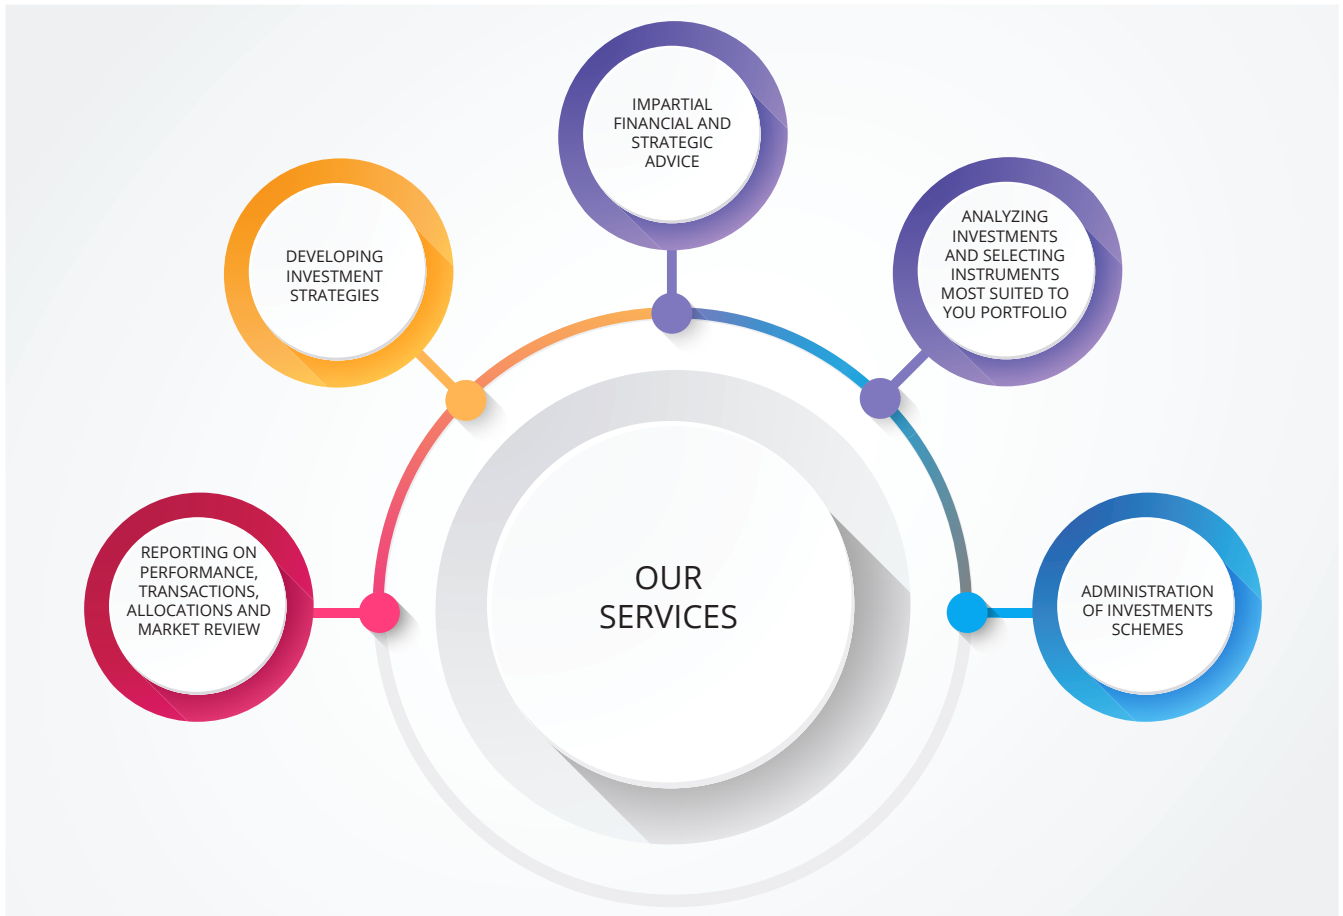 IMPARTIAL
FINANCIAL AND
STRATEGIC
ADVICE
DEVELOPING
INVESTMENT
STRATEGIES
ANALYZING
INVESTMENTS
AND SELECTING
INSTRUMENTS
MOST SUITED TO
YOU PORTFOLIO
REPORTING ON
PERFORMANCE,
TRANSACTIONS,
ALLOCATIONS AND
MARKET REVIEW
OUR
SERVICES
ADMINISTRATION
OF INVESTMENTS
SCHEMES